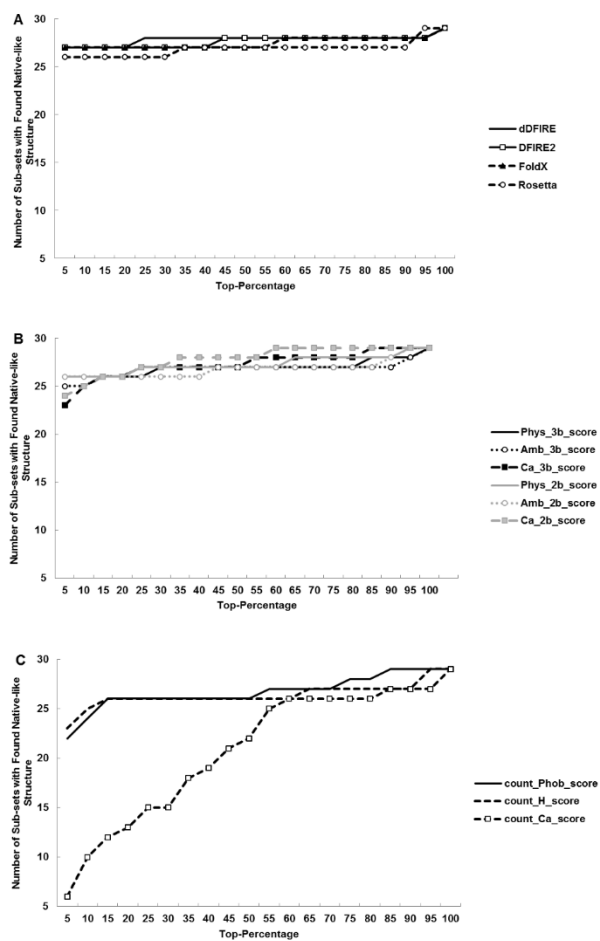 A
Number of Sub-sets with Found Native-like
Structure
30
25
20
15
10
5
5 10 15 20 25 30 35 40 45 50 55 60 65 70 75 80 85 90 95 100
Top-Percentage
dDFIRE
DFIRE2
FoldX
Rosetta
B
Number of Sub-sets with Found Native-like
Structure
30
25
20
15
10
5
5 10 15 20 25 30 35 40 45 50 55 60 65 70 75 80 85 90 95 100
Top-Percentage
Phys_3b_score
Amb_3b_score
Ca_3b_score
Phys_2b_score
Amb_2b_score
Ca_2b_score
C
Number of Sub-sets with Found Native-like
Structure
30
25
20
15
10
5
5 10 15 20 25 30 35 40 45 50 55 60 65 70 75 80 85 90 95 100
Top-Percentage
count_Phob_score
count_H_score
count_Ca_score